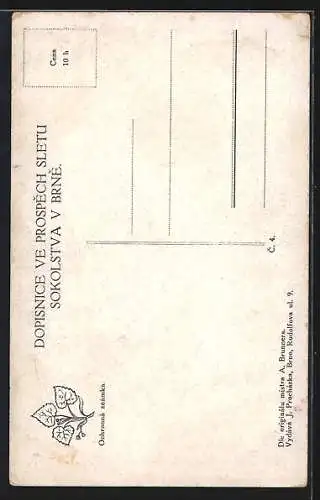 DOPISNICE VE PROSPĚCH SLETU
SOKOLSTVA V BRNĚ.
Cena
10 h
Ochranná známka.
Č. 4.
Dle originálu mistra A. Brunnera.
Vydává J. Procházka, Brno, Rudolfova ul. 9.